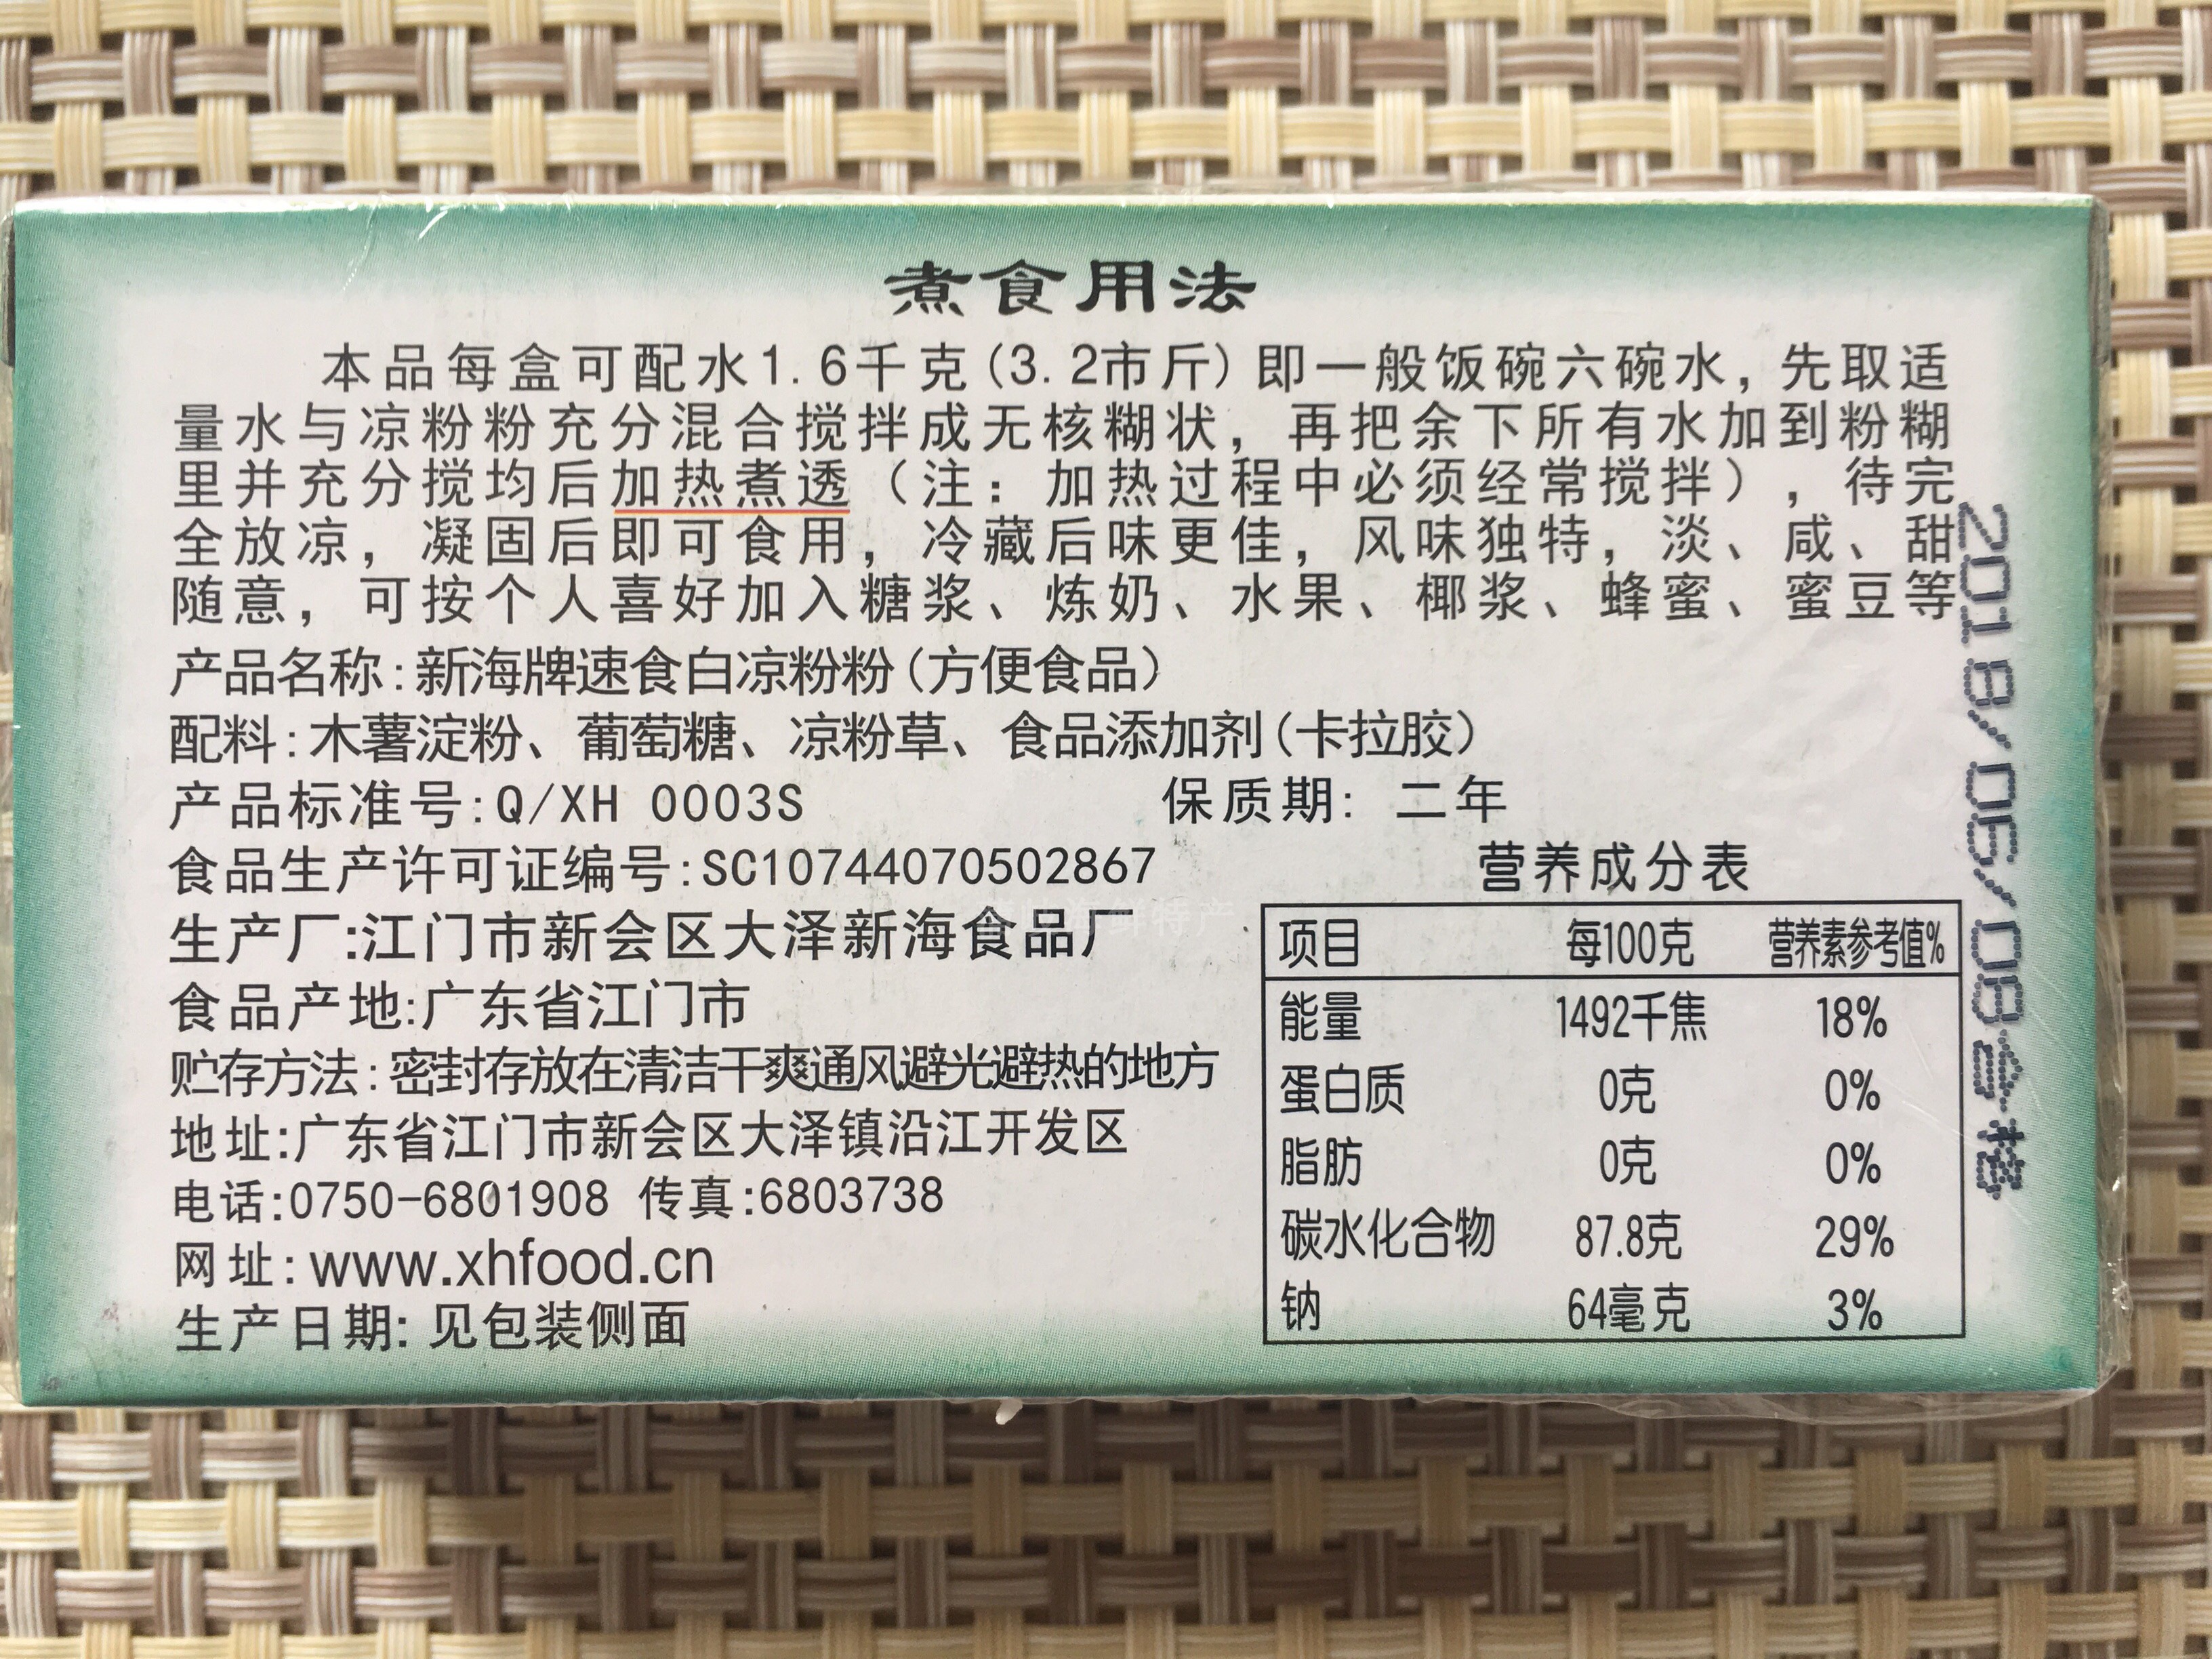 煮食用法
本品每盒可配水1.6千克(3.2市斤)即一般饭碗六碗水，先取适
量水与凉粉粉充分混合搅拌成无核糊状，再把余下所有水加到粉糊
里并充分搅均后加热煮透（注：加热过程中必须经常搅拌），待完
全放凉，凝固后即可食用，冷藏后味更佳，风味独特，淡、咸、甜
随意，可按个人喜好加入糖浆、炼奶、水果、椰浆、蜂蜜、蜜豆等
产品名称:新海牌速食白凉粉粉(方便食品)
配料:木薯淀粉、葡萄糖、凉粉草、食品添加剂(卡拉胶)
产品标准号:Q/XH 0003S 保质期: 二年
食品生产许可证编号:SC10744070502867
生产厂:江门市新会区大泽新海食品厂
食品产地:广东省江门市
贮存方法:密封存放在清洁干爽通风避光避热的地方
地址:广东省江门市新会区大泽镇沿江开发区
电话:0750-6801908 传真:6803738
网址:www.xhfood.cn
生产日期: 见包装侧面
营养成分表
项目 每100克 营养素参考值%
能量 1492千焦 18%
蛋白质 0克 0%
脂肪 0克 0%
碳水化合物 87.8克 29%
钠 64毫克 3%
2018/06/08合格